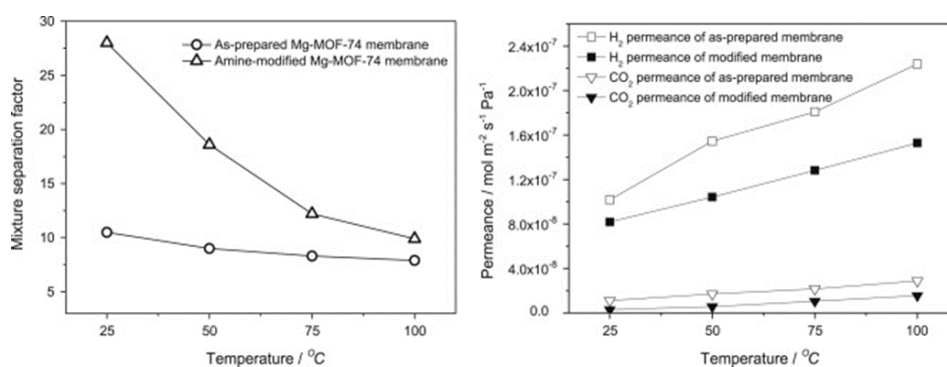 Mixture separation factor
30
25
20
15
10
5
As-prepared Mg-MOF-74 membrane
Amine-modified Mg-MOF-74 membrane
25 50 75 100
Temperature / °C
Permeance / mol m⁻² s⁻¹ Pa⁻¹
2.4x10⁻⁷
2.0x10⁻⁷
1.6x10⁻⁷
1.2x10⁻⁷
8.0x10⁻⁸
4.0x10⁻⁸
0.0
H₂ permeance of as-prepared membrane
H₂ permeance of modified membrane
CO₂ permeance of as-prepared membrane
CO₂ permeance of modified membrane
25 50 75 100
Temperature / °C